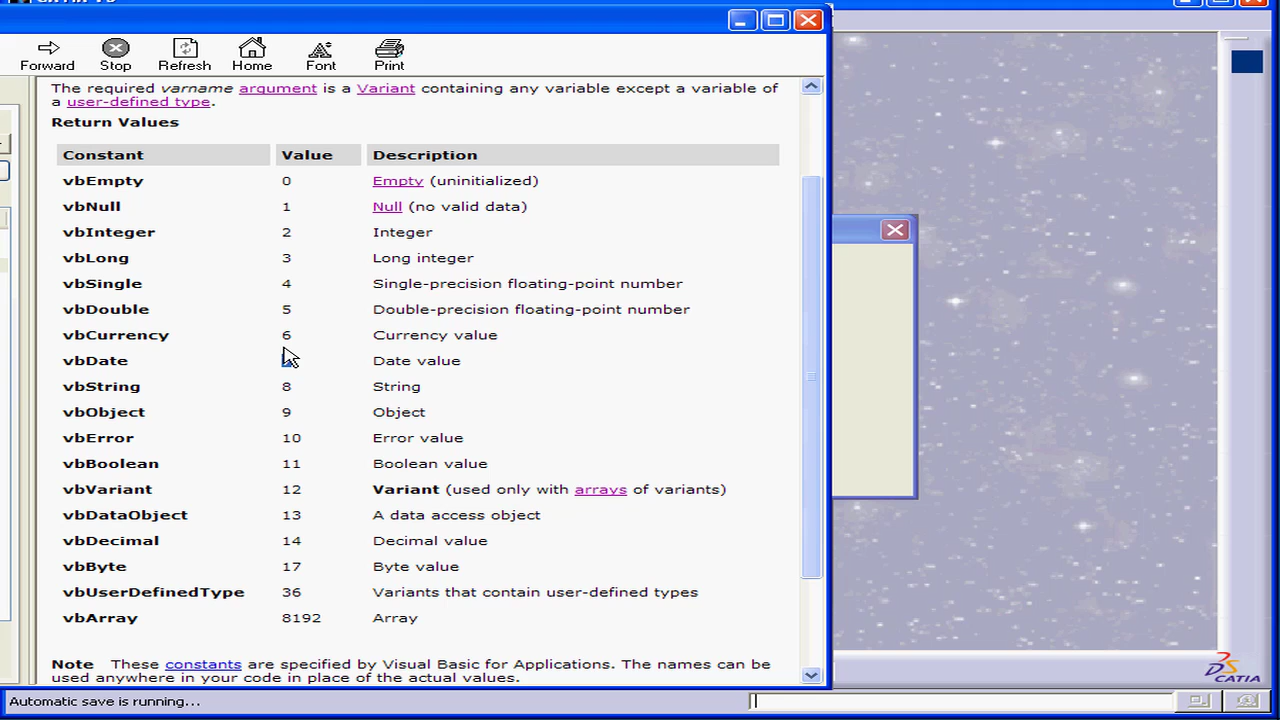 Forward Stop Refresh Home Font Print
The required varname argument is a Variant containing any variable except a variable of
a user-defined type.
Return Values
Constant Value Description
vbEmpty 0 Empty (uninitialized)
vbNull 1 Null (no valid data)
vbInteger 2 Integer
vbLong 3 Long integer
vbSingle 4 Single-precision floating-point number
vbDouble 5 Double-precision floating-point number
vbCurrency 6 Currency value
vbDate Date value
vbString 8 String
vbObject 9 Object
vbError 10 Error value
vbBoolean 11 Boolean value
vbVariant 12 Variant (used only with arrays of variants)
vbDataObject 13 A data access object
vbDecimal 14 Decimal value
vbByte 17 Byte value
vbUserDefinedType 36 Variants that contain user-defined types
vbArray 8192 Array
Note These constants are specified by Visual Basic for Applications. The names can be
used anywhere in your code in place of the actual values.
CATIA
Automatic save is running...